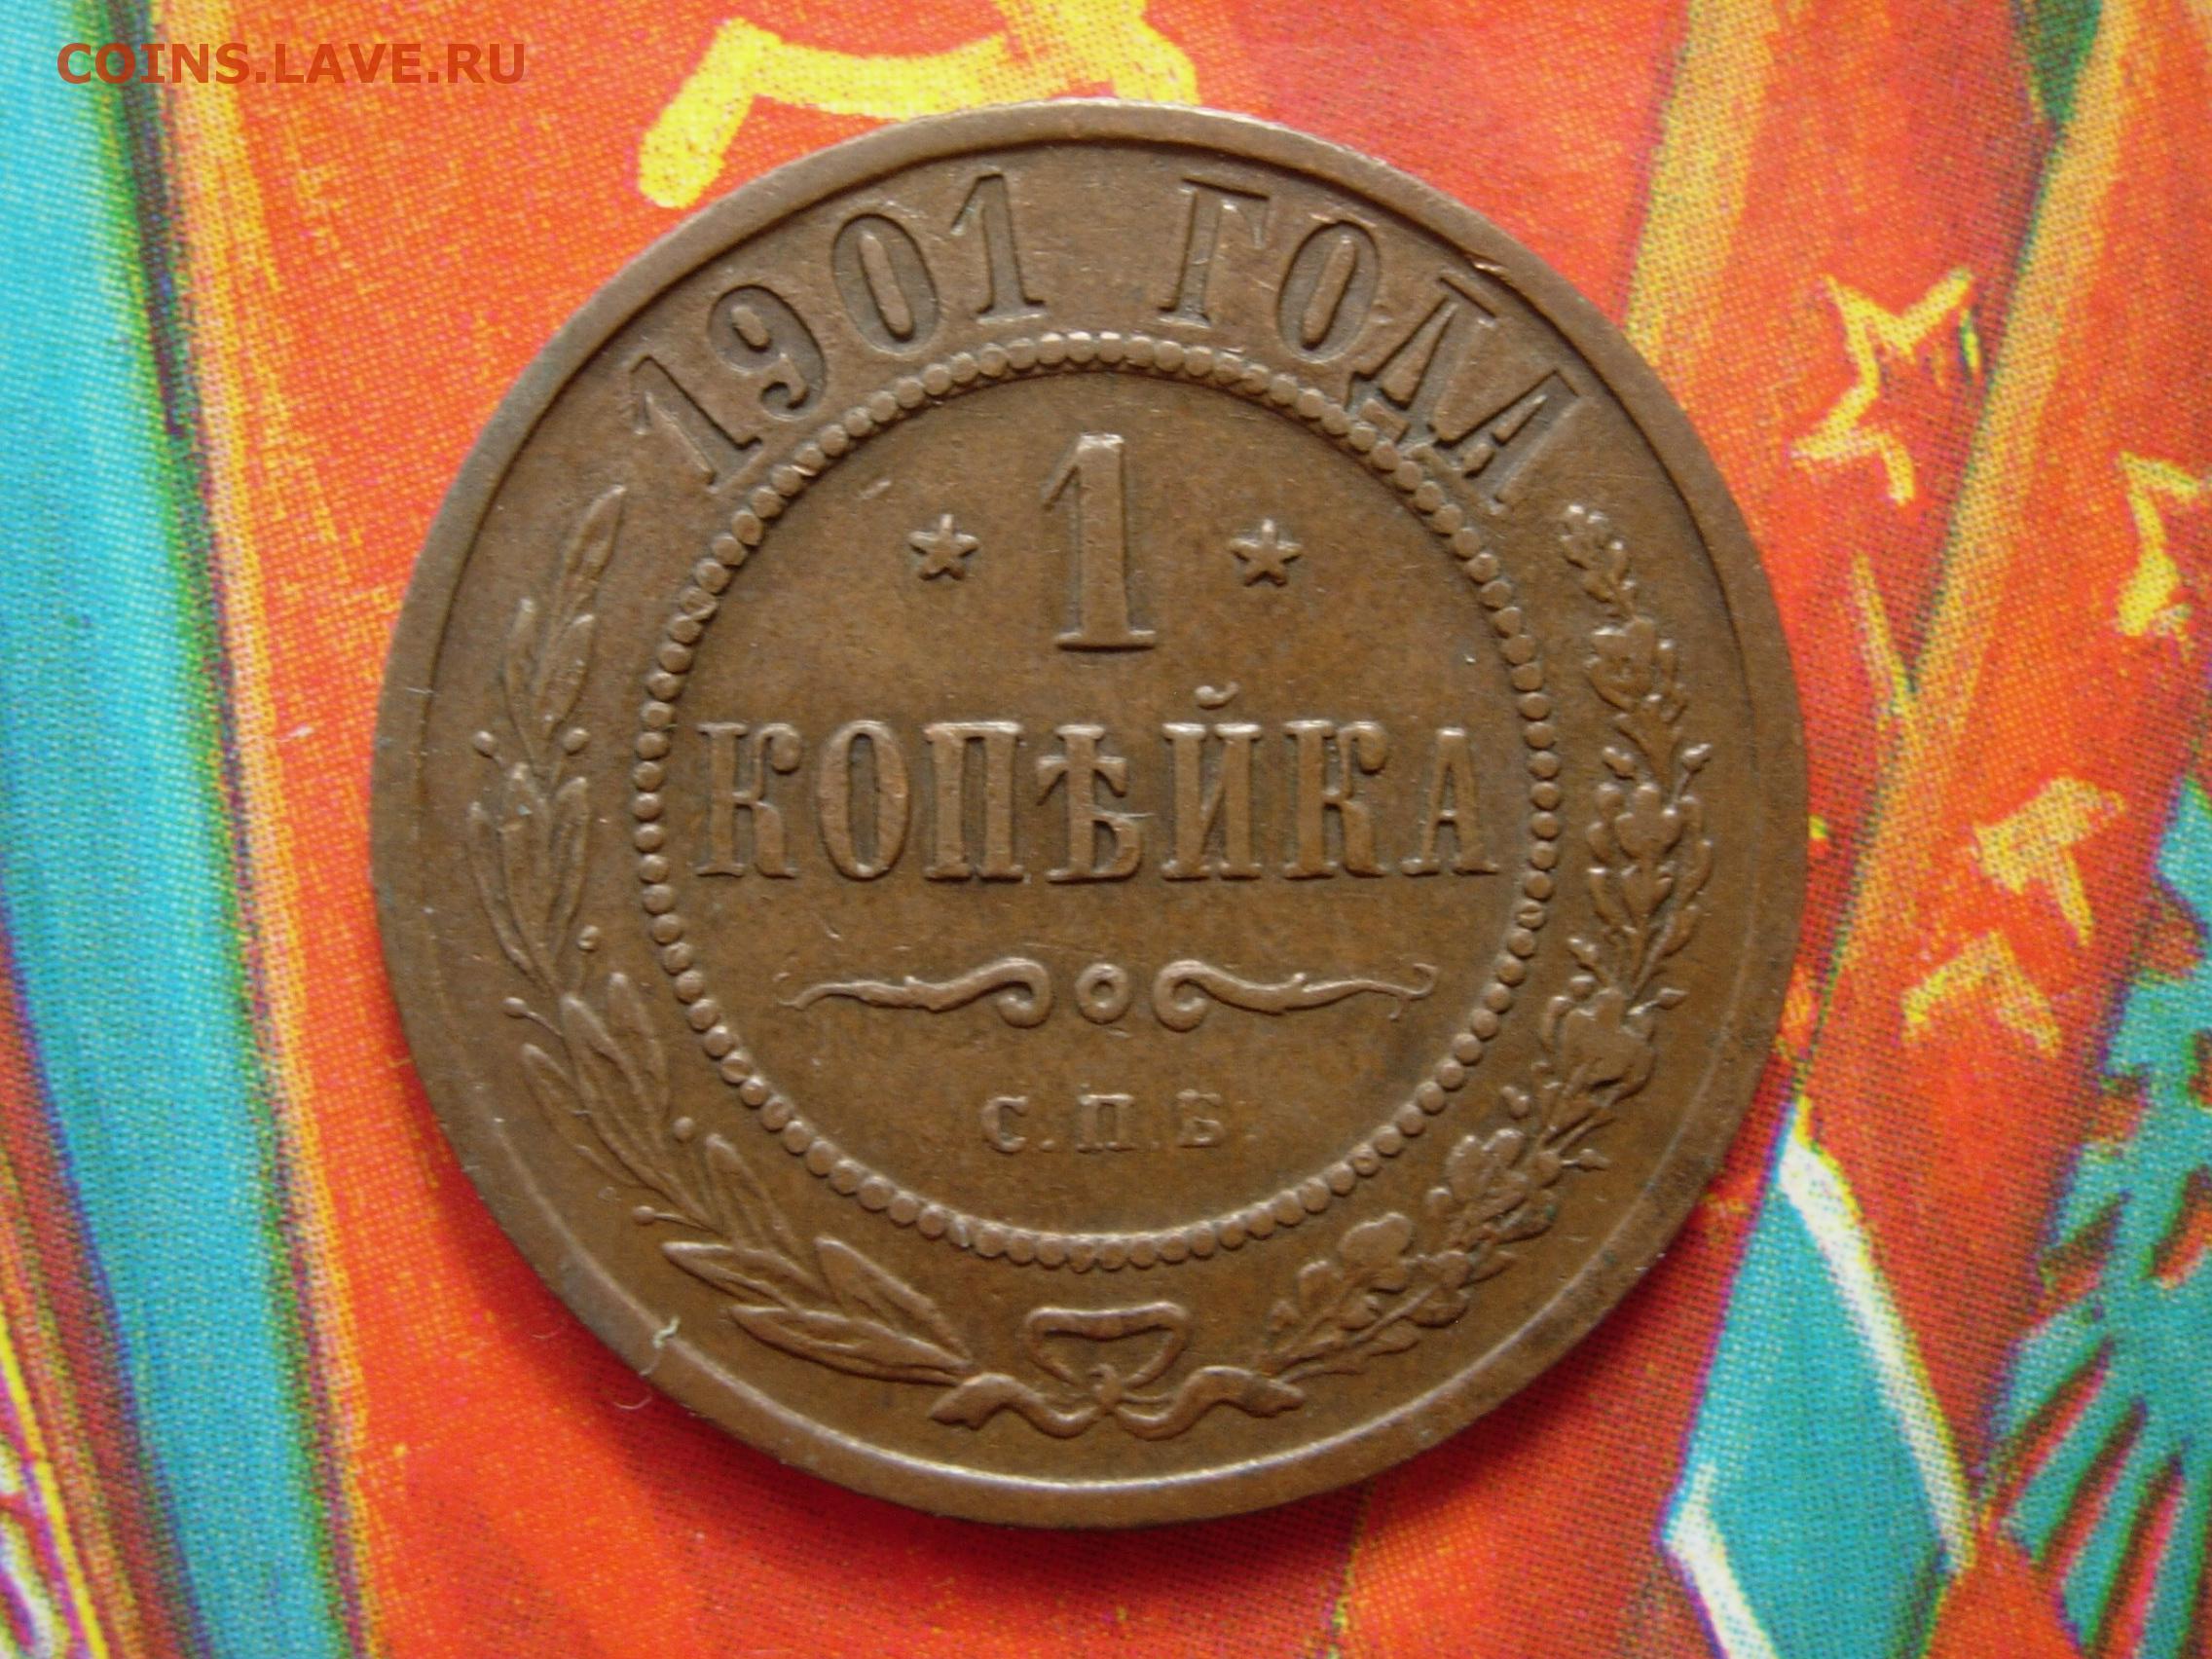 COINS.LAVE.RU
1901 ГОДА
1
КОПѢЙКА
С.П.Б.